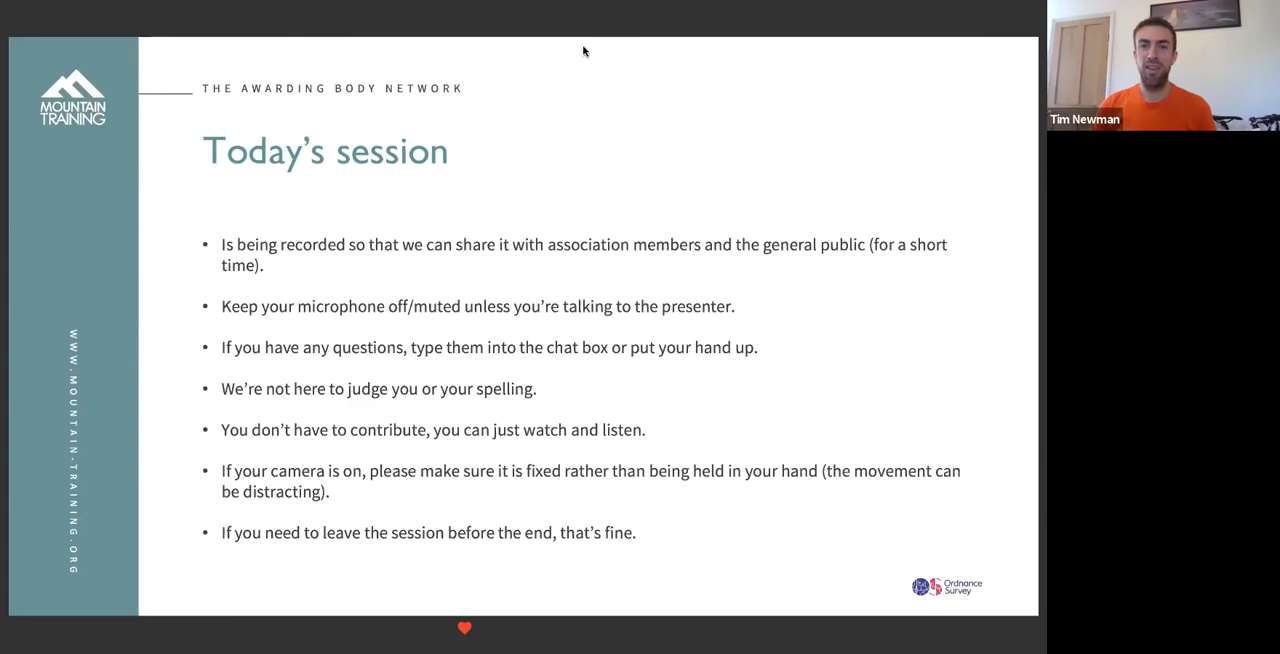 MOUNTAIN
TRAINING
THE AWARDING BODY NETWORK
Today’s session
• Is being recorded so that we can share it with association members and the general public (for a short
time).
• Keep your microphone off/muted unless you’re talking to the presenter.
• If you have any questions, type them into the chat box or put your hand up.
• We’re not here to judge you or your spelling.
• You don’t have to contribute, you can just watch and listen.
• If your camera is on, please make sure it is fixed rather than being held in your hand (the movement can
be distracting).
• If you need to leave the session before the end, that’s fine.
WWW.MOUNTAIN-TRAINING.ORG
Ordnance
Survey
Tim Newman